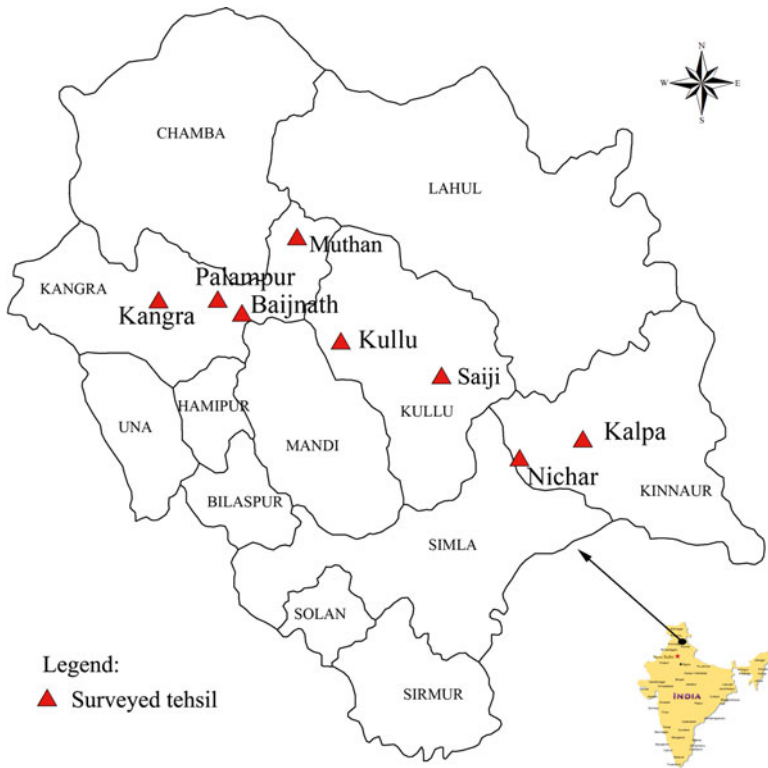 N
W E
S
CHAMBA
LAHUL
Muthan
KANGRA
Palampur
Kangra
Baijnath
Kullu
Saiji
HAMIPUR
KULLU
UNA
MANDI
Kalpa
Nichar
BILASPUR
KINNAUR
SIMLA
SOLAN
Legend:
Surveyed tehsil
SIRMUR
INDIA